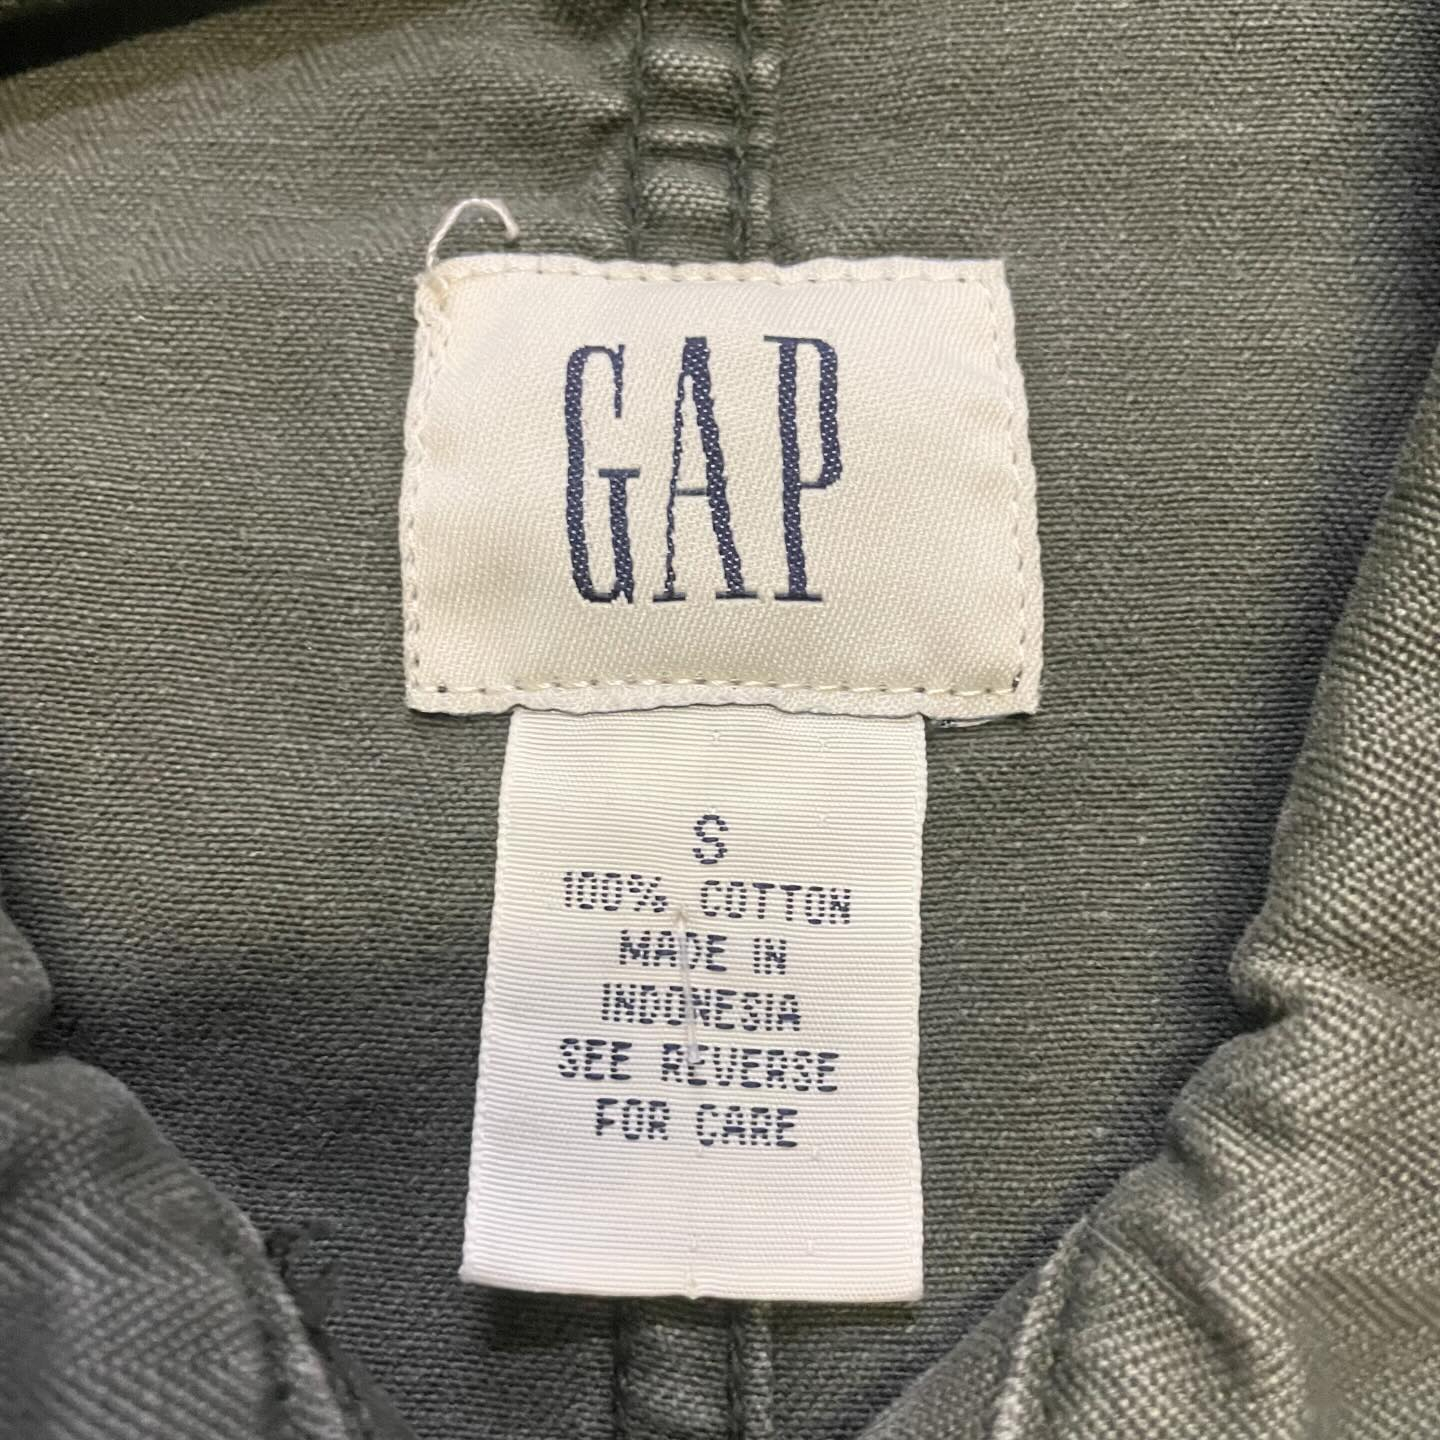 GAP
S
100% COTTON
MADE IN
INDONESIA
SEE REVERSE
FOR CARE